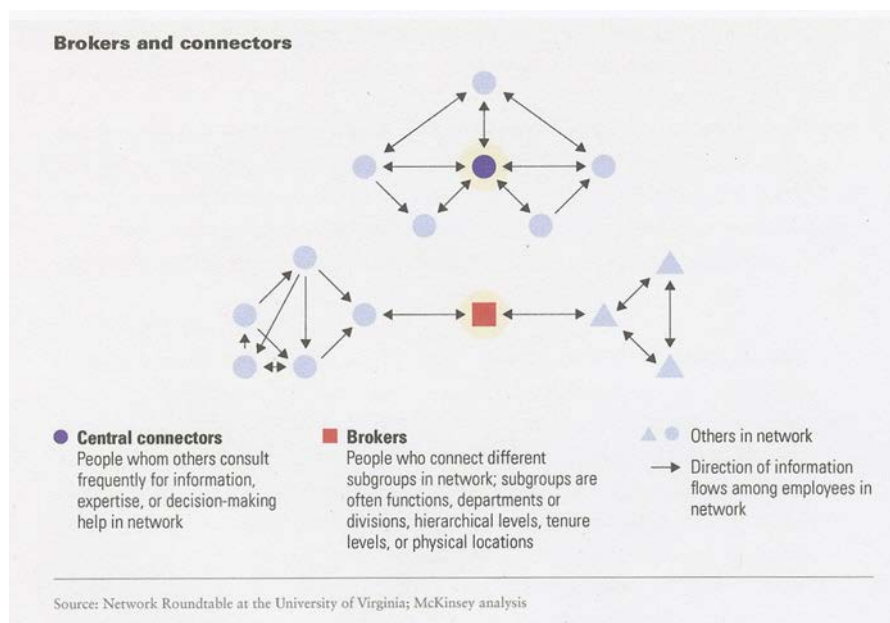 Brokers and connectors
Central connectors
People whom others consult
frequently for information,
expertise, or decision-making
help in network
Brokers
People who connect different
subgroups in network; subgroups are
often functions, departments or
divisions, hierarchical levels, tenure
levels, or physical locations
Others in network
Direction of information
flows among employees in
network
Source: Network Roundtable at the University of Virginia; McKinsey analysis